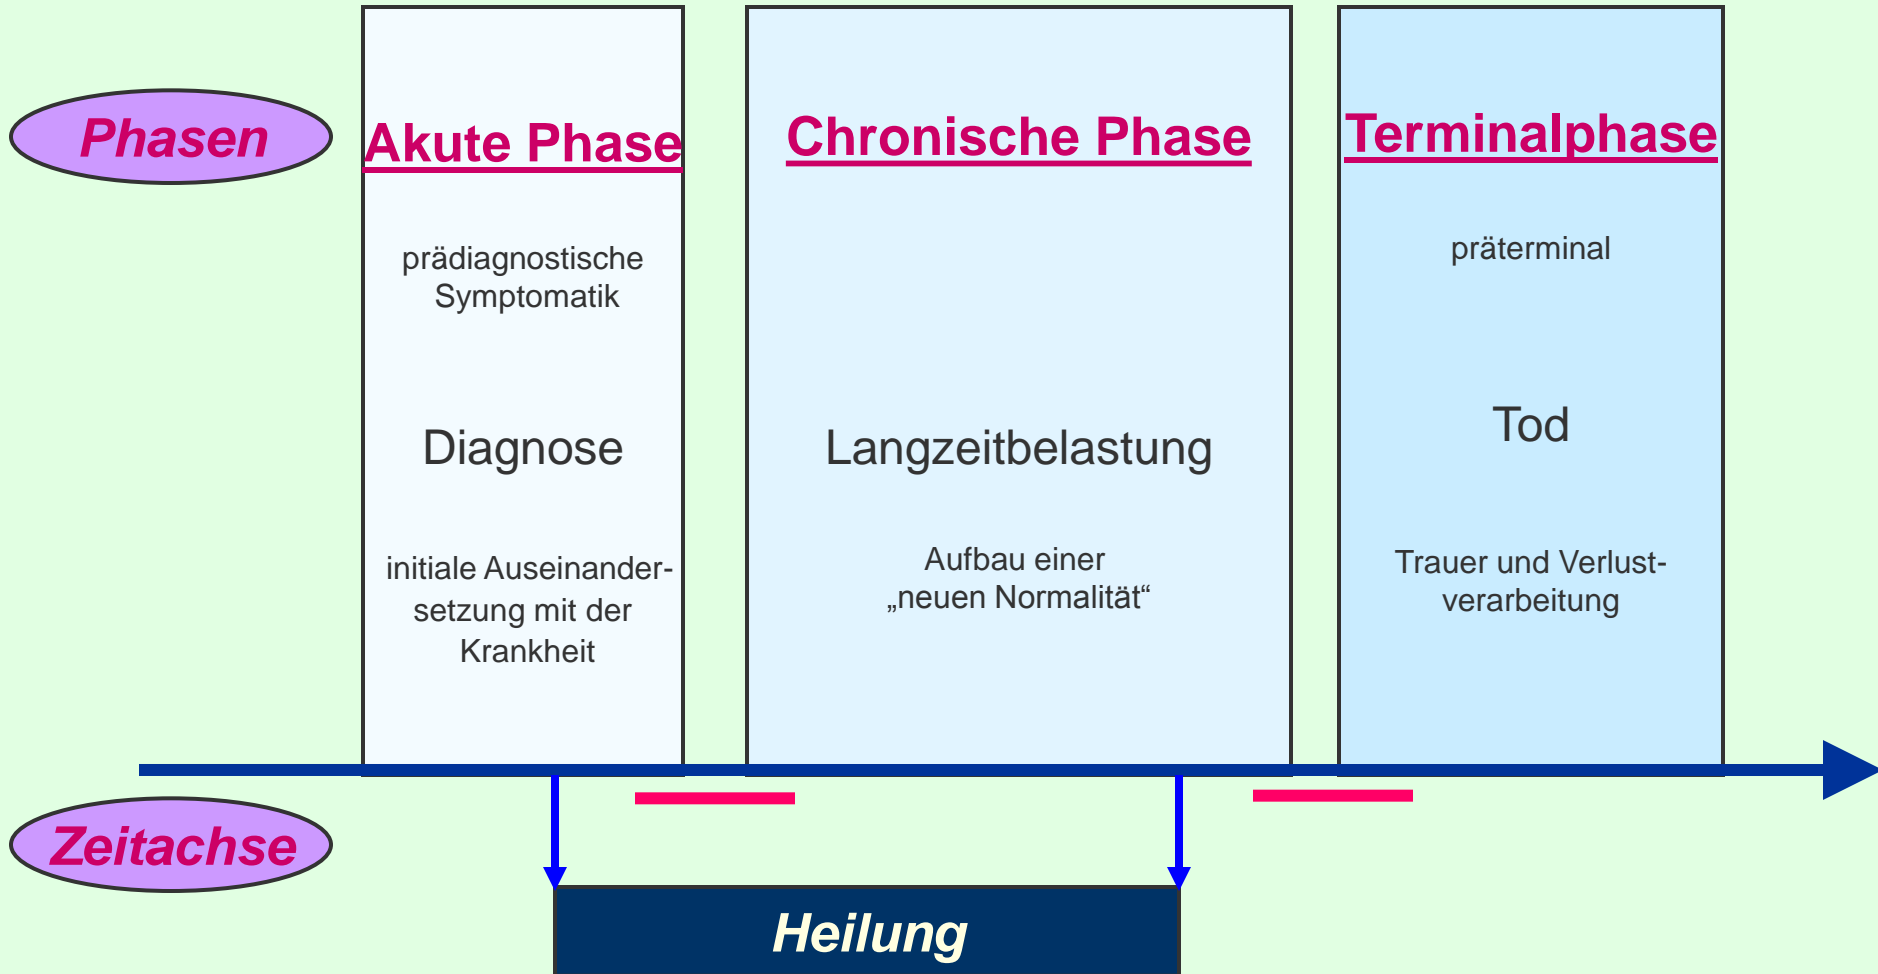 Phasen
Akute Phase
prädiagnostische
Symptomatik
Diagnose
initiale Auseinander-
setzung mit der
Krankheit
Chronische Phase
Langzeitbelastung
Aufbau einer
„neuen Normalität“
Terminalphase
präterminal
Tod
Trauer und Verlust-
verarbeitung
Zeitachse
Heilung